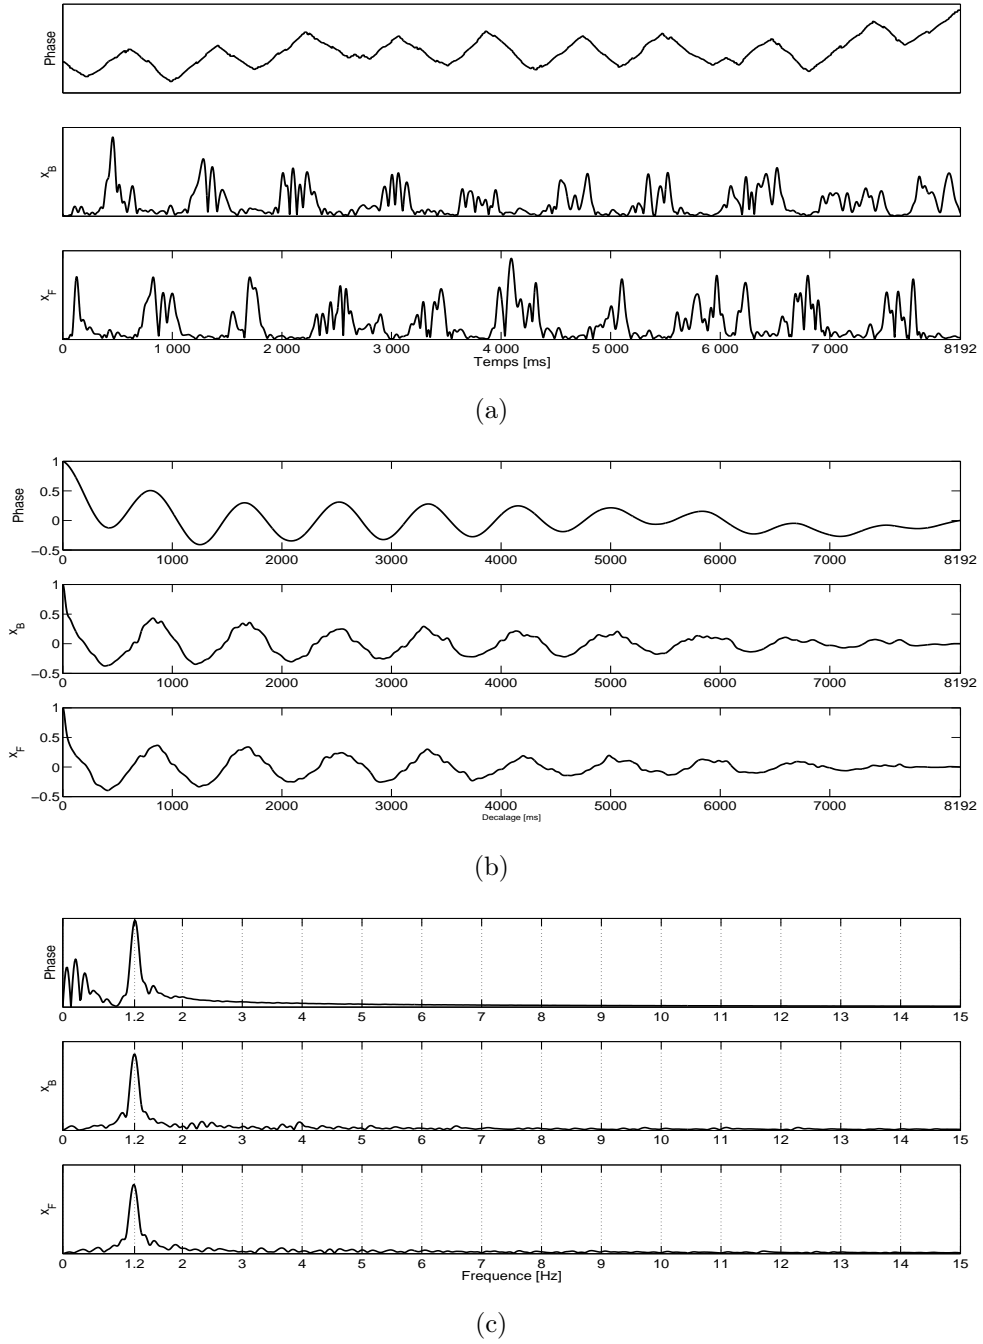 Phase
x_B
x_F
0 1 000 2 000 3 000 4 000 5 000 6 000 7 000 8192
Temps [ms]
(a)
Phase
1
0.5
0
−0.5
0 1000 2000 3000 4000 5000 6000 7000 8192
x_B
1
0.5
0
−0.5
0 1000 2000 3000 4000 5000 6000 7000 8192
x_F
1
0.5
0
−0.5
0 1000 2000 3000 4000 5000 6000 7000 8192
Decalage [ms]
(b)
Phase
0 1.2 2 3 4 5 6 7 8 9 10 11 12 13 14 15
x_B
0 1.2 2 3 4 5 6 7 8 9 10 11 12 13 14 15
x_F
0 1.2 2 3 4 5 6 7 8 9 10 11 12 13 14 15
Frequence [Hz]
(c)